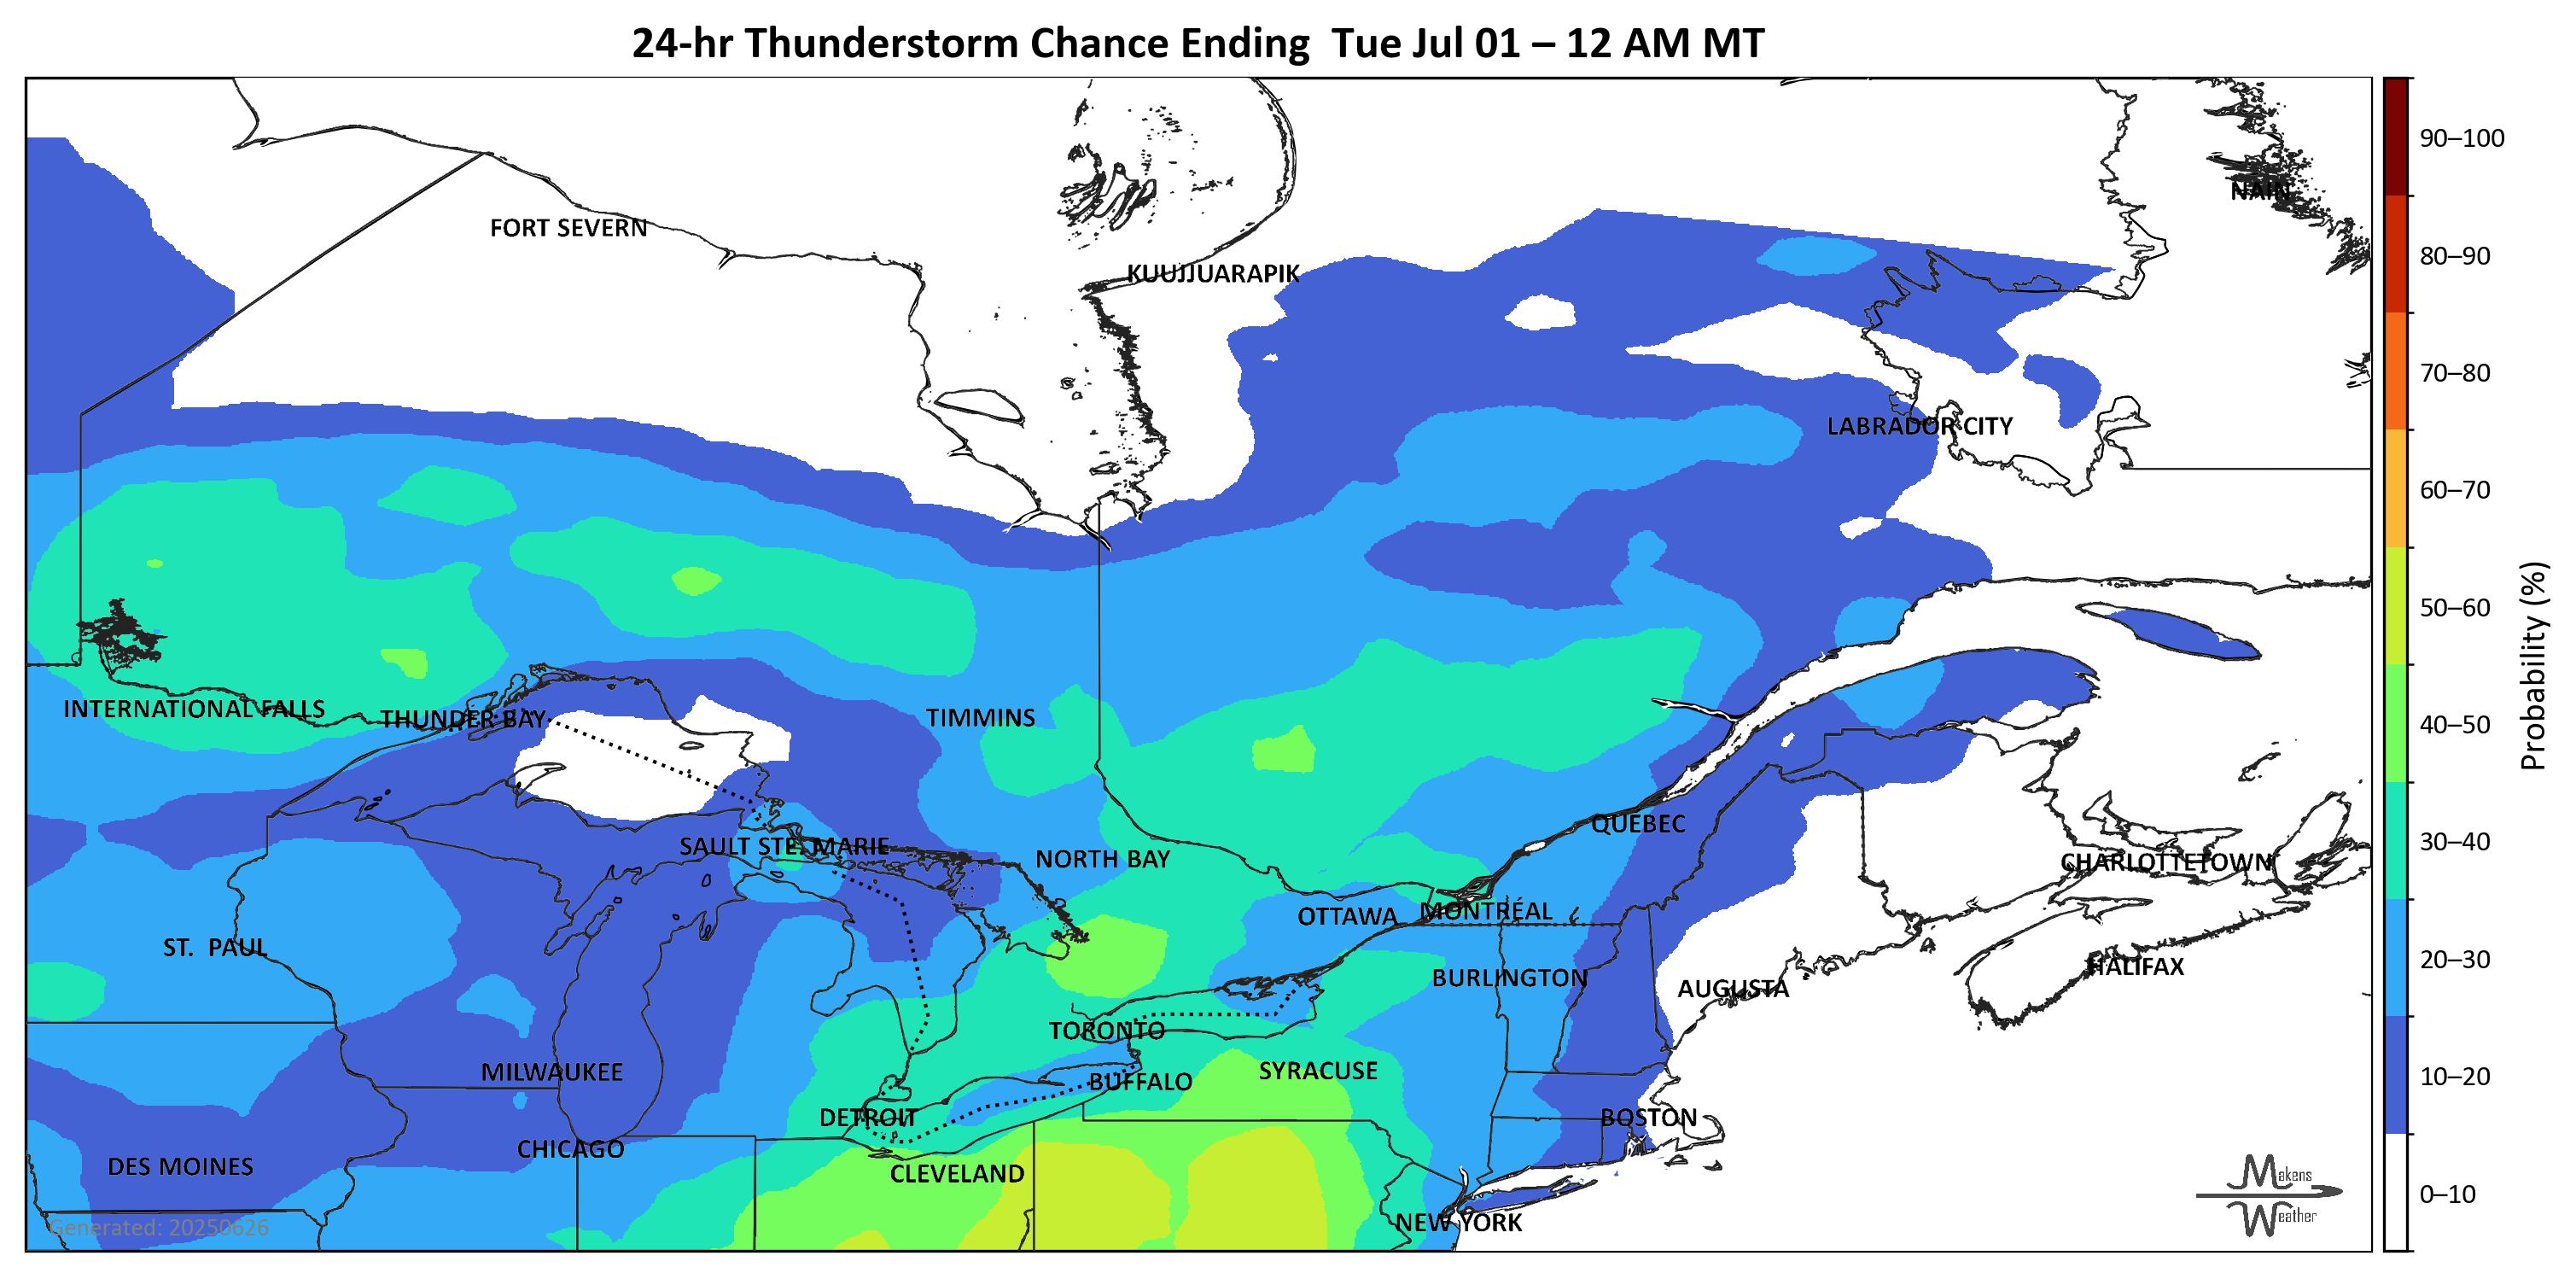 24-hr Thunderstorm Chance Ending  Tue Jul 01 – 12 AM MT
90–100
NAIN
FORT SEVERN
80–90
KUUJJUARAPIK
70–80
LABRADOR CITY
60–70
50–60
Probability (%)
INTERNATIONAL FALLS
THUNDER BAY
TIMMINS
40–50
QUEBEC
SAULT STE. MARIE
30–40
NORTH BAY
CHARLOTTETOWN
OTTAWA
MONTRÉAL
ST.  PAUL
20–30
HALIFAX
BURLINGTON
AUGUSTA
TORONTO
MILWAUKEE
SYRACUSE
10–20
BUFFALO
DETROIT
BOSTON
CHICAGO
DES MOINES
CLEVELAND
Makens
Weather
0–10
NEW YORK
Generated: 20250626